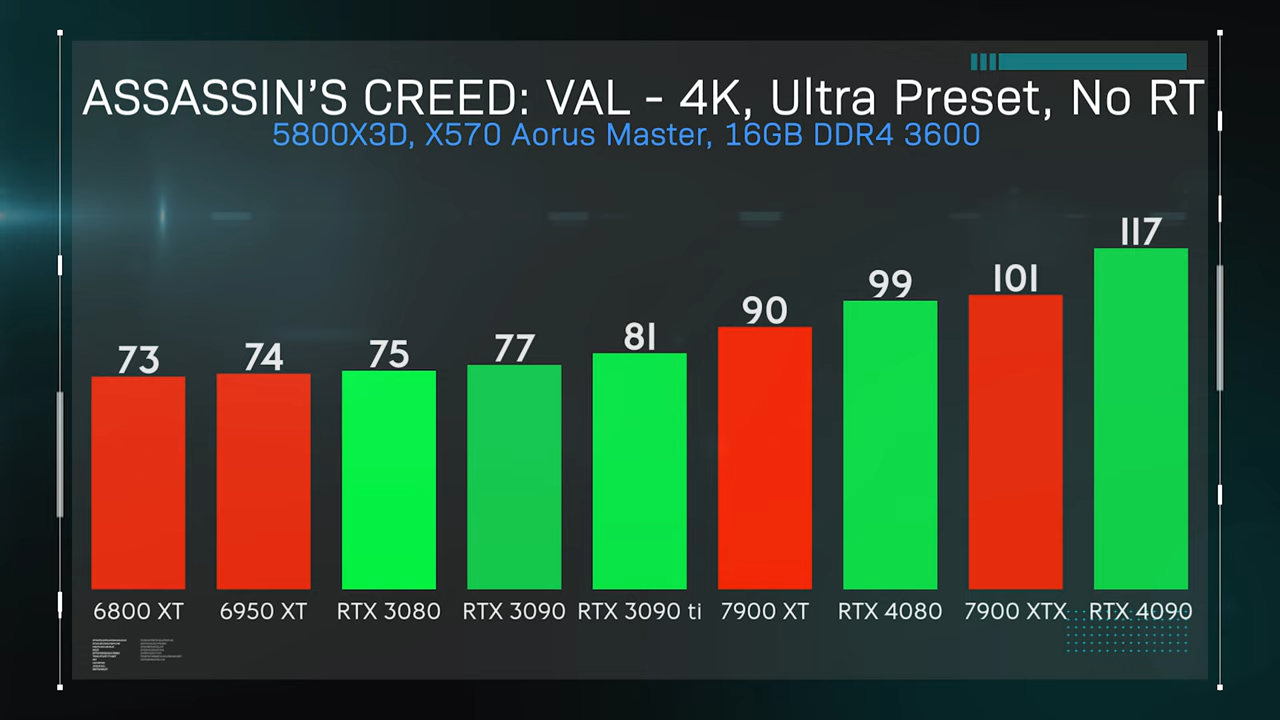 ASSASSIN'S CREED: VAL - 4K, Ultra Preset, No RT
5800X3D, X570 Aorus Master, 16GB DDR4 3600
73 74 75 77 81 90 99 101 117
6800 XT 6950 XT RTX 3080 RTX 3090 RTX 3090 ti 7900 XT RTX 4080 7900 XTX RTX 4090